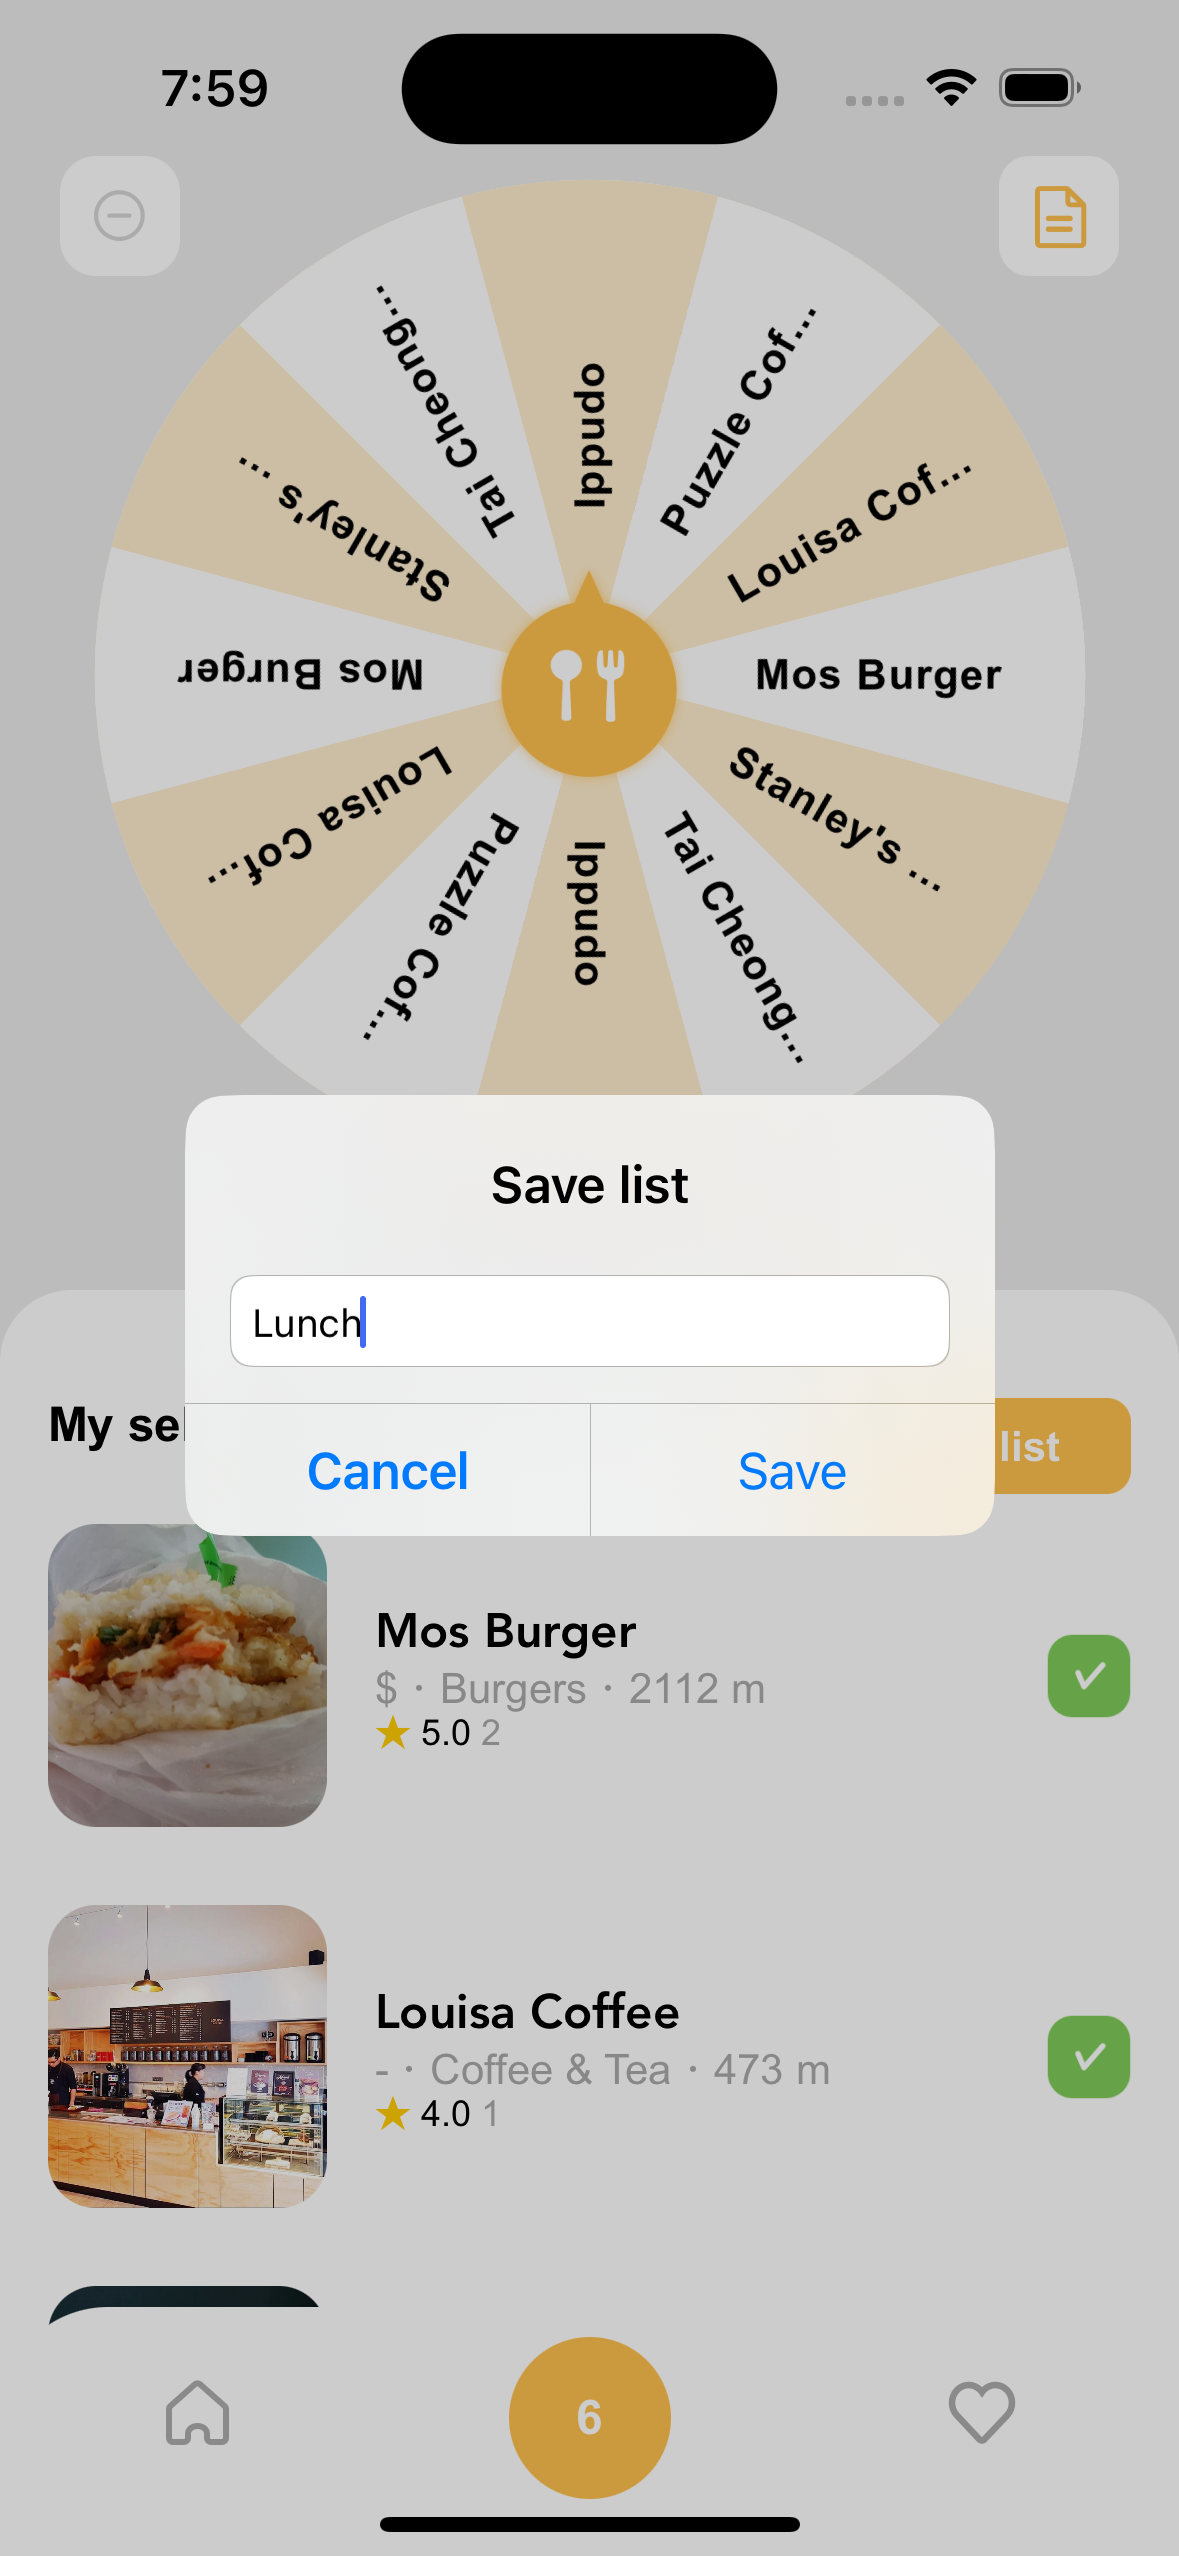 7:59
Ippudo
Puzzle Cof...
Louisa Cof...
Mos Burger
Stanley's ...
Tai Cheong...
Ippudo
Puzzle Cof...
Louisa Cof...
Mos Burger
Stanley's ...
Tai Cheong...
Save list
Lunch
Cancel
Save
My sel
list
Mos Burger
$ · Burgers · 2112 m
★ 5.0 2
Louisa Coffee
- · Coffee & Tea · 473 m
★ 4.0 1
6